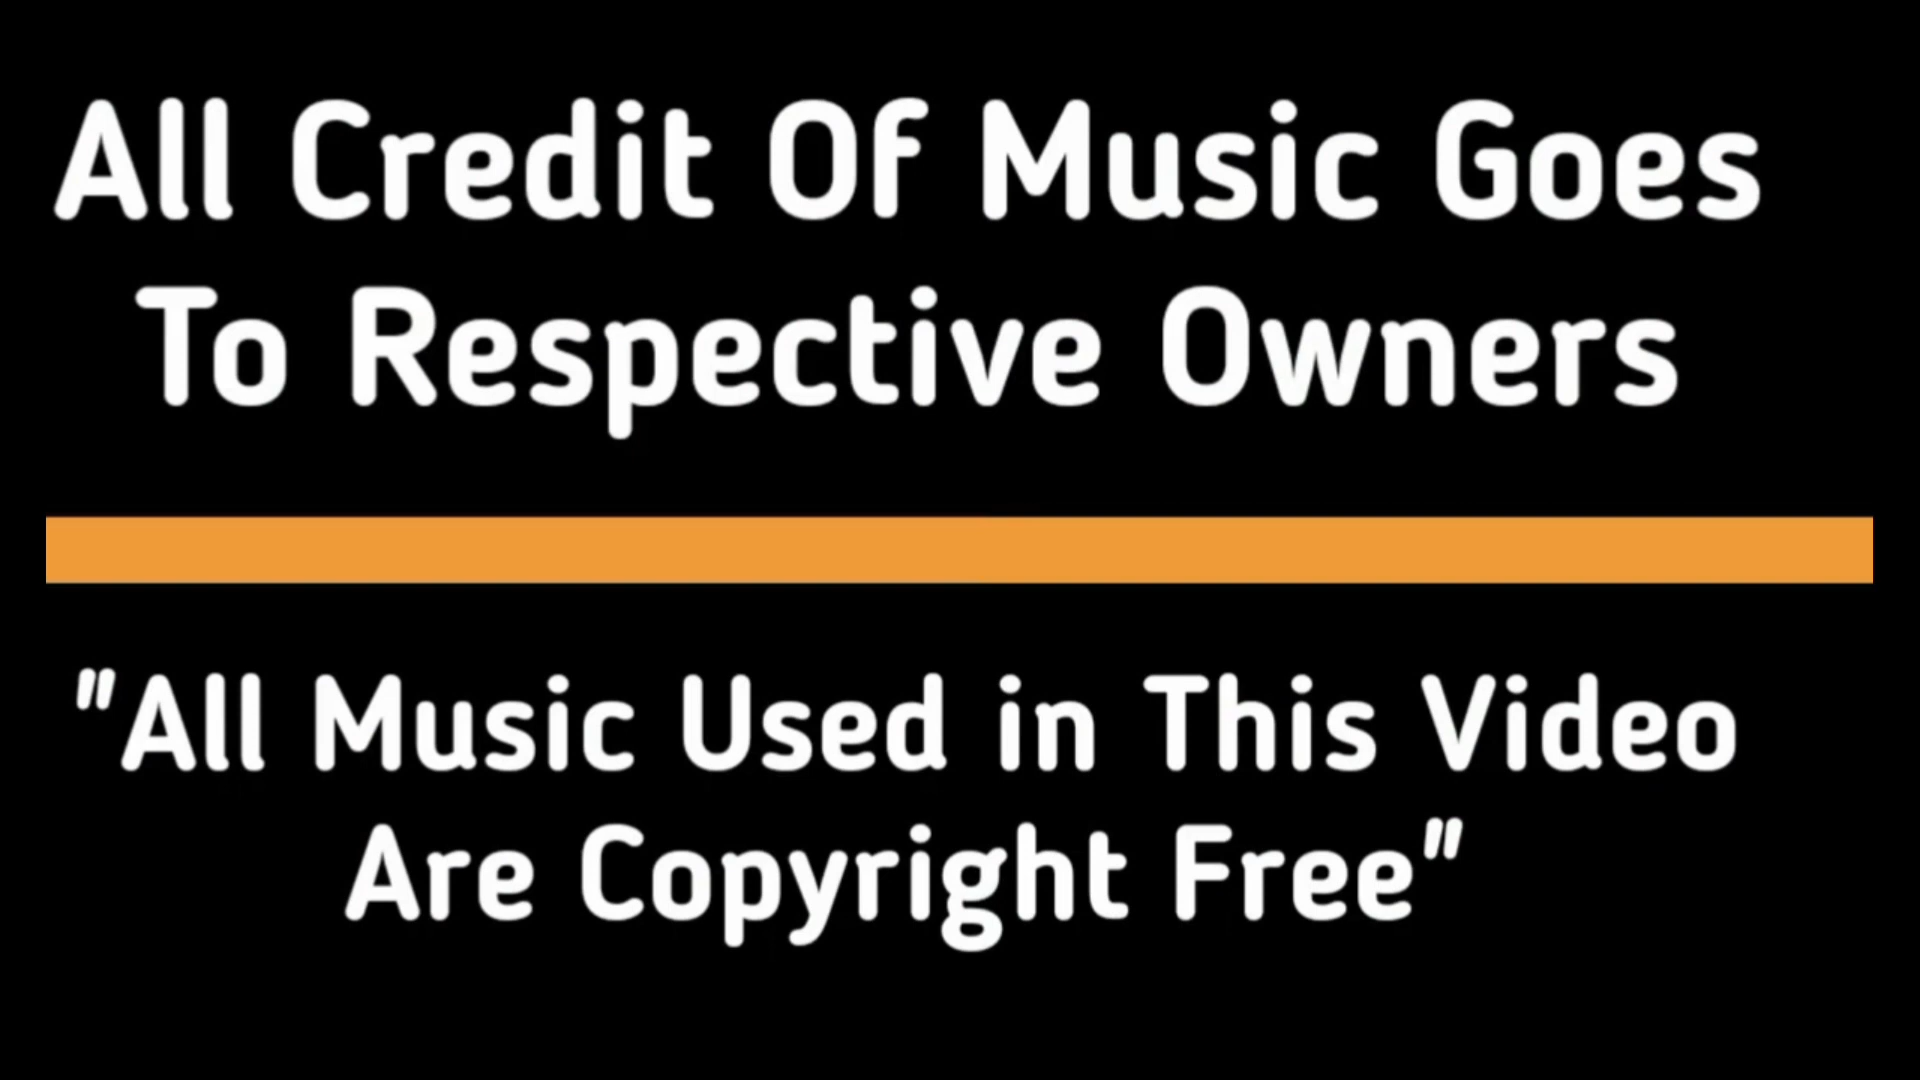 All Credit Of Music Goes
To Respective Owners
"All Music Used in This Video
Are Copyright Free"